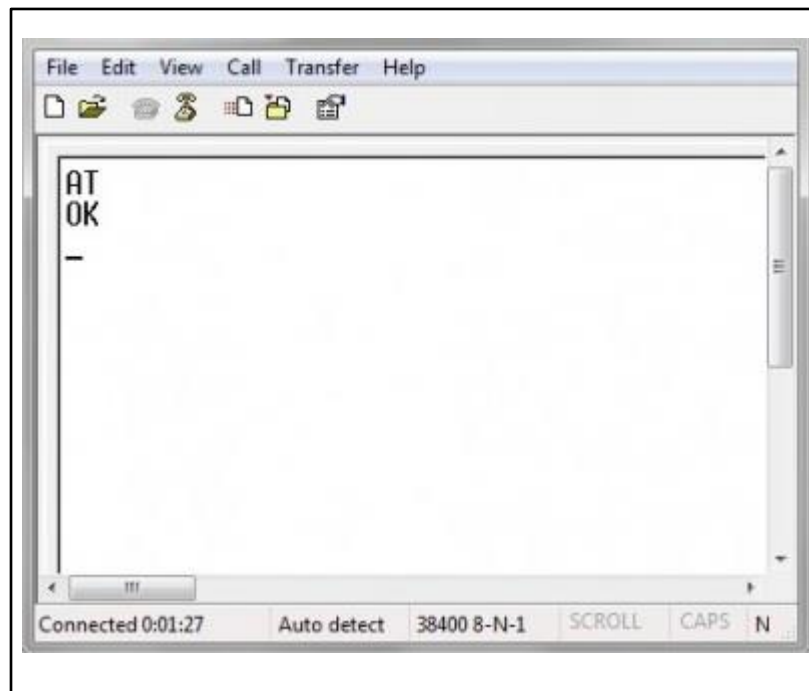 File Edit View Call Transfer Help
AT
OK
_
Connected 0:01:27 Auto detect 38400 8-N-1 SCROLL CAPS N